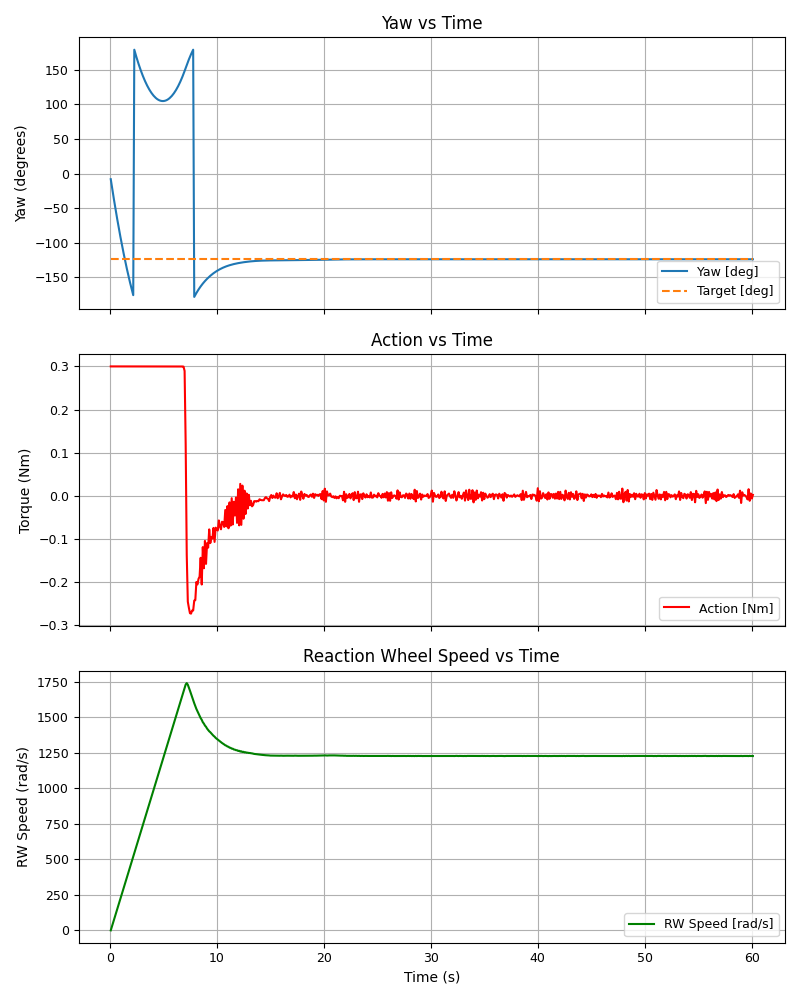 Yaw vs Time
150
100
50
0
−50
−100
−150
Yaw (degrees)
Yaw [deg]
Target [deg]
Action vs Time
0.3
0.2
0.1
0.0
−0.1
−0.2
−0.3
Torque (Nm)
Action [Nm]
Reaction Wheel Speed vs Time
1750
1500
1250
1000
750
500
250
0
RW Speed (rad/s)
RW Speed [rad/s]
0 10 20 30 40 50 60
Time (s)